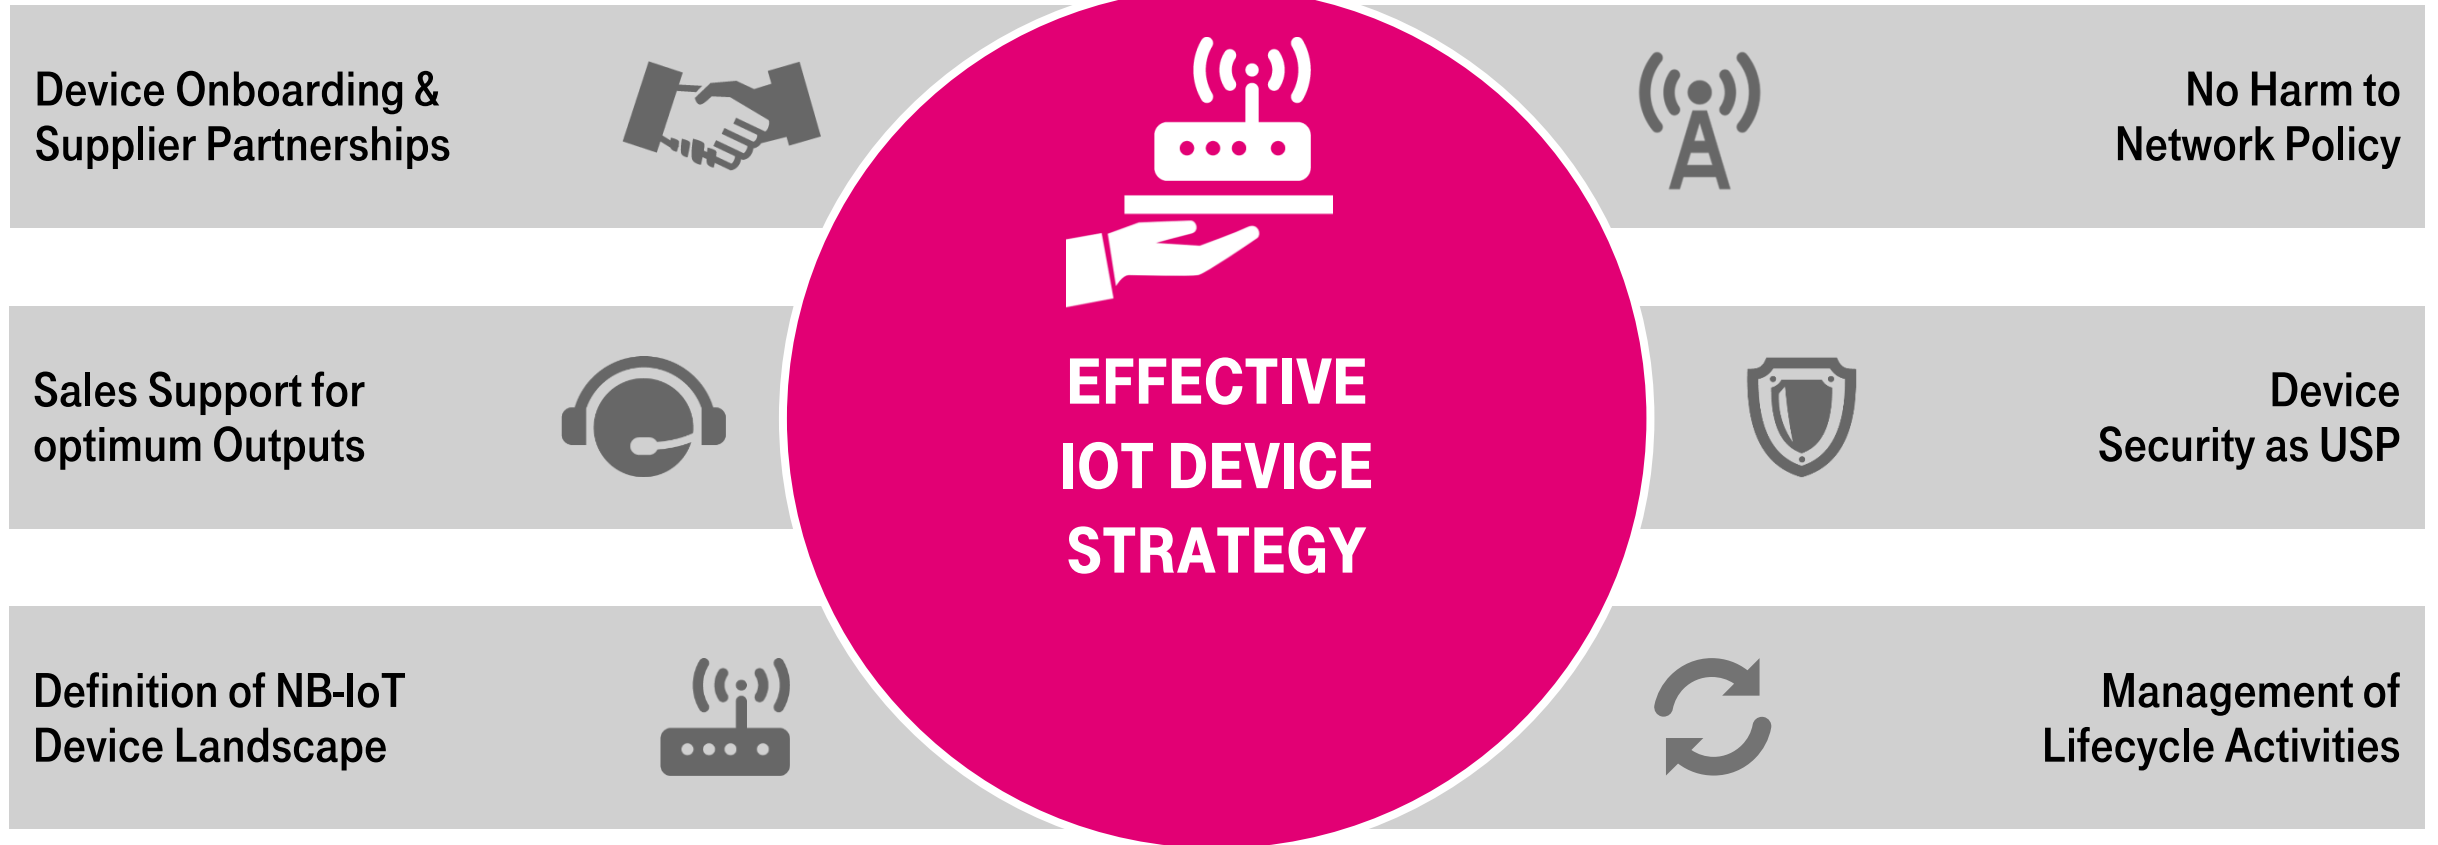 Device Onboarding &
Supplier Partnerships
Sales Support for
optimum Outputs
Definition of NB-IoT
Device Landscape
EFFECTIVE
IOT DEVICE
STRATEGY
No Harm to
Network Policy
Device
Security as USP
Management of
Lifecycle Activities